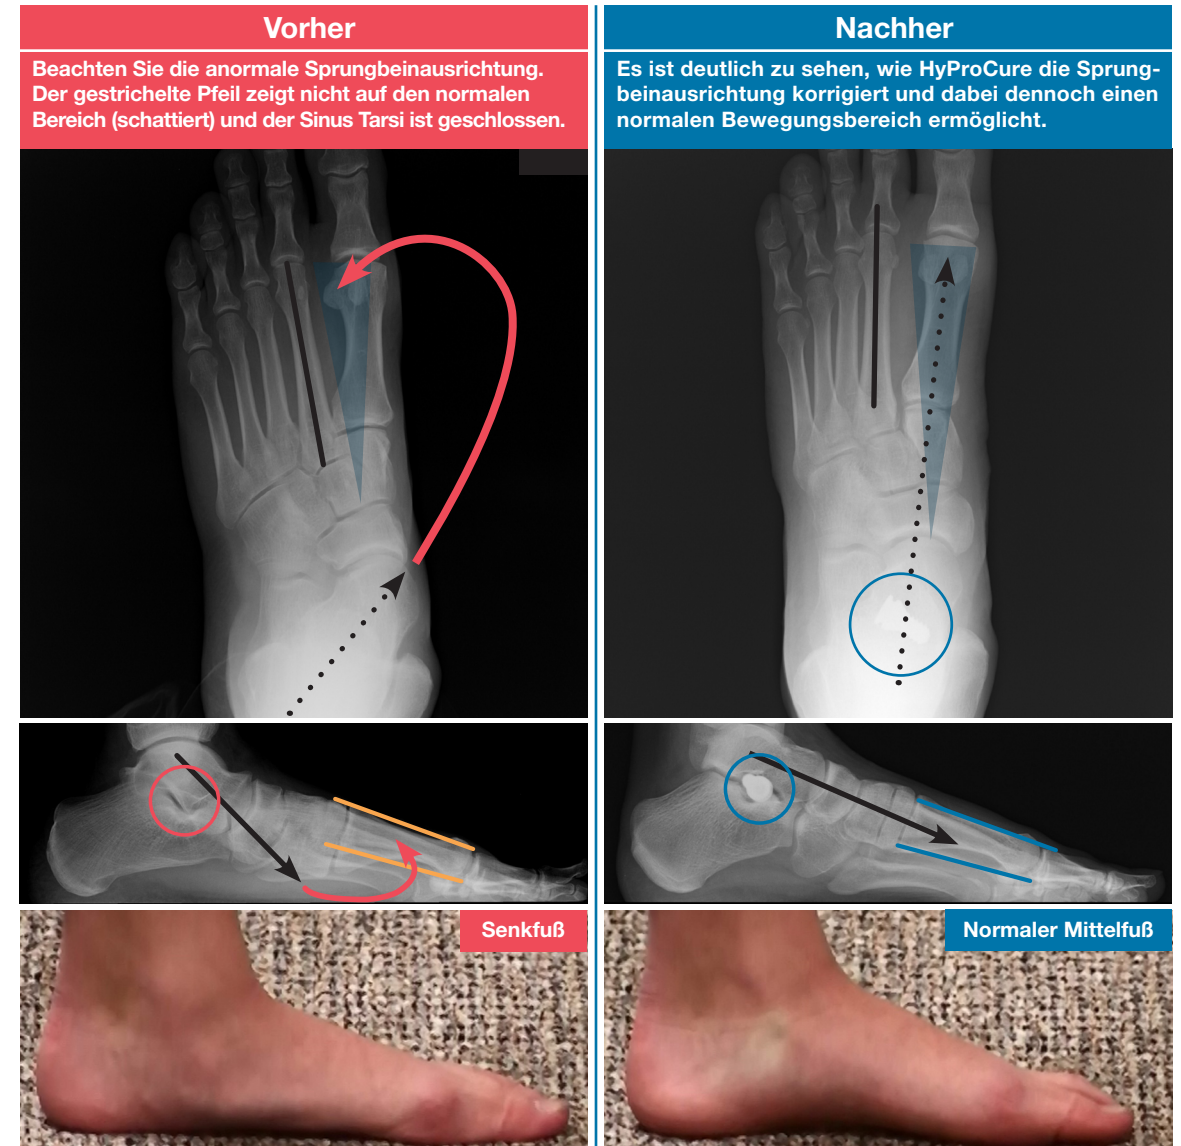 Vorher
Beachten Sie die anormale Sprungbeinausrichtung.
Der gestrichelte Pfeil zeigt nicht auf den normalen
Bereich (schattiert) und der Sinus Tarsi ist geschlossen.
Nachher
Es ist deutlich zu sehen, wie HyProCure die Sprung-
beinausrichtung korrigiert und dabei dennoch einen
normalen Bewegungsbereich ermöglicht.
Senkfuß
Normaler Mittelfuß